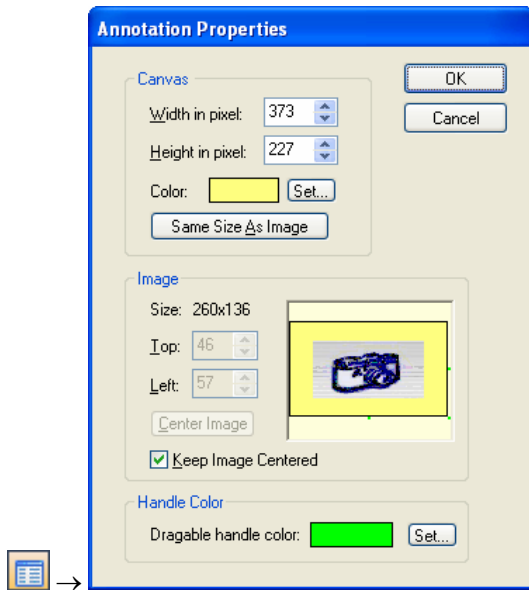 Annotation Properties
Canvas
OK
Width in pixel: 373
Cancel
Height in pixel: 227
Color: Set...
Same Size As Image
Image
Size: 260x136
Top: 46
Left: 57
Center Image
Keep Image Centered
Handle Color
Dragable handle color: Set...
→